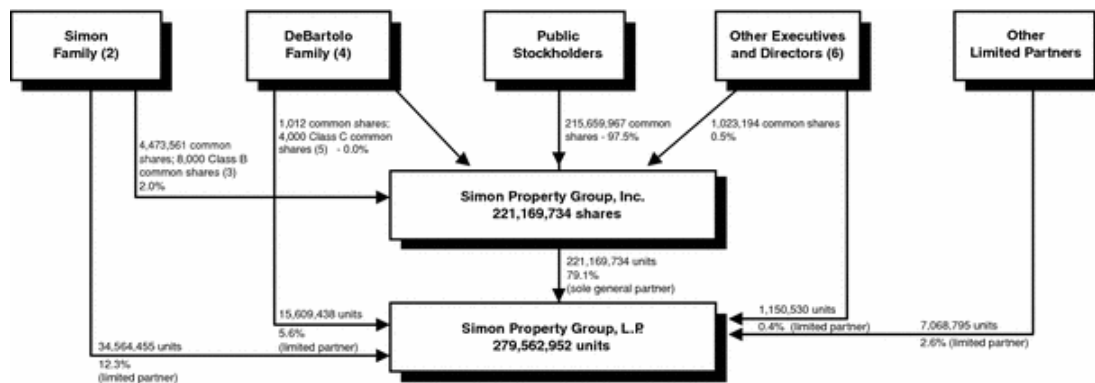 Simon
Family (2)
DeBartolo
Family (4)
Public
Stockholders
Other Executives
and Directors (6)
Other
Limited Partners
4,473,561 common
shares; 8,000 Class B
common shares (3)
2.0%
1,012 common shares;
4,000 Class C common
shares (5) - 0.0%
215,659,967 common
shares - 97.5%
1,023,194 common shares
0.5%
Simon Property Group, Inc.
221,169,734 shares
221,169,734 units
79.1%
(sole general partner)
Simon Property Group, L.P.
279,562,952 units
34,564,455 units
12.3%
(limited partner)
15,609,438 units
5.6%
(limited partner)
1,150,530 units
0.4% (limited partner)
7,068,795 units
2.6% (limited partner)